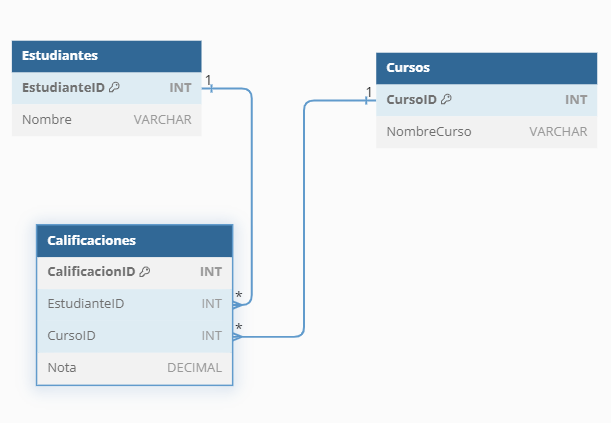 Estudiantes
EstudianteID INT
Nombre VARCHAR
1
Cursos
CursoID INT
NombreCurso VARCHAR
1
Calificaciones
CalificacionID INT
EstudianteID INT
*
CursoID INT
*
Nota DECIMAL